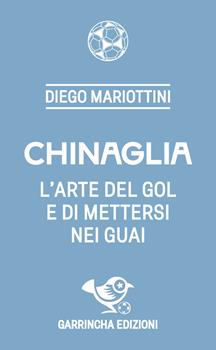 DIEGO MARIOTTINI
CHINAGLIA
L'ARTE DEL GOL
E DI METTERSI
NEI GUAI
GARRINCHA EDIZIONI